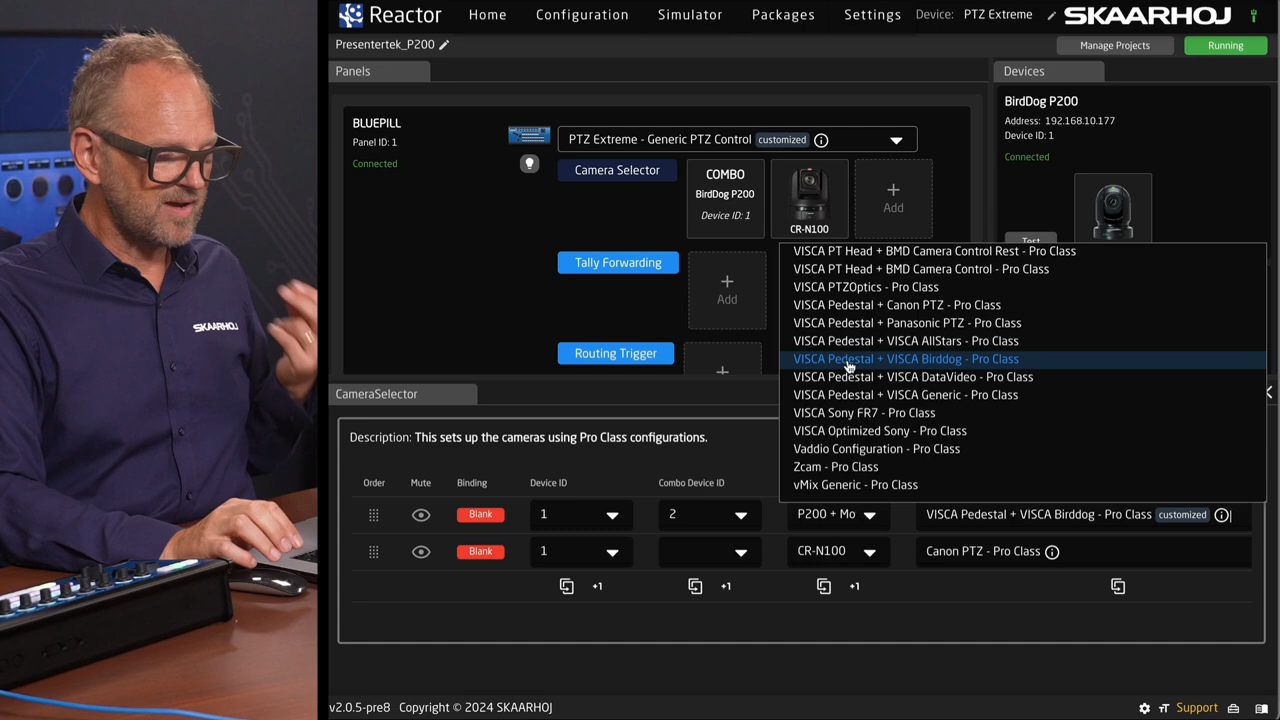 Reactor
Home Configuration Simulator Packages Settings Device: PTZ Extreme SKAARHOJ
Presentertek_P200 Manage Projects Running
Panels
Devices
BLUEPILL
Panel ID: 1
Connected
PTZ Extreme - Generic PTZ Control customized
Camera Selector
COMBO
BirdDog P200
Device ID: 1
CR-N100
Add
BirdDog P200
Address: 192.168.10.177
Device ID: 1
Connected
Test
Tally Forwarding
Add
Routing Trigger
VISCA PT Head + BMD Camera Control Rest - Pro Class
VISCA PT Head + BMD Camera Control - Pro Class
VISCA PTZOptics - Pro Class
VISCA Pedestal + Canon PTZ - Pro Class
VISCA Pedestal + Panasonic PTZ - Pro Class
VISCA Pedestal + VISCA AllStars - Pro Class
VISCA Pedestal + VISCA Birddog - Pro Class
VISCA Pedestal + VISCA DataVideo - Pro Class
VISCA Pedestal + VISCA Generic - Pro Class
VISCA Sony FR7 - Pro Class
VISCA Optimized Sony - Pro Class
Vaddio Configuration - Pro Class
Zcam - Pro Class
vMix Generic - Pro Class
CameraSelector
Description: This sets up the cameras using Pro Class configurations.
Order Mute Binding Device ID Combo Device ID
Blank 1 2 P200 + Mo VISCA Pedestal + VISCA Birddog - Pro Class customized
Blank 1 CR-N100 Canon PTZ - Pro Class
+1 +1 +1
v2.0.5-pre8 Copyright © 2024 SKAARHOJ
Support
SKAARHOJ